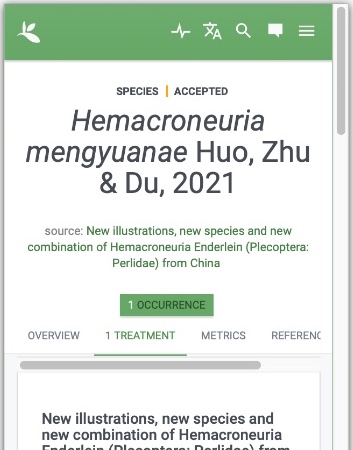 SPECIES | ACCEPTED
Hemacroneuria
mengyuanae Huo, Zhu
& Du, 2021
source: New illustrations, new species and new
combination of Hemacroneuria Enderlein (Plecoptera:
Perlidae) from China
1 OCCURRENCE
OVERVIEW 1 TREATMENT METRICS REFERENC
New illustrations, new species and
new combination of Hemacroneuria
Enderlein (Plecoptera: Perlidae) from